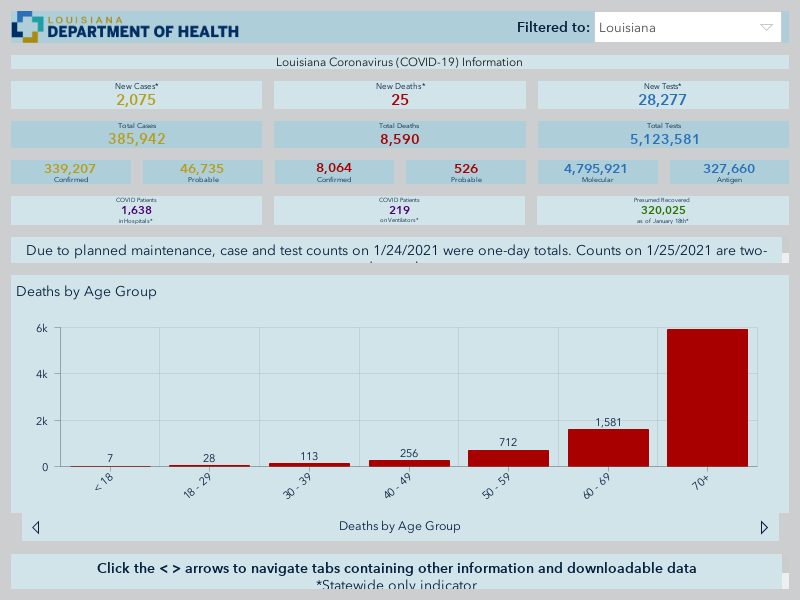 LOUISIANA
DEPARTMENT OF HEALTH
Filtered to:
Louisiana
Louisiana Coronavirus (COVID-19) Information
New Cases*
2,075
New Deaths*
25
New Tests*
28,277
Total Cases
385,942
Total Deaths
8,590
Total Tests
5,123,581
339,207
Confirmed
46,735
Probable
8,064
Confirmed
526
Probable
4,795,921
Molecular
327,660
Antigen
COVID Patients
1,638
inHospitals*
COVID Patients
219
onVentilators*
Presumed Recovered
320,025
as of January 18th*
Due to planned maintenance, case and test counts on 1/24/2021 were one-day totals. Counts on 1/25/2021 are two-
Deaths by Age Group
6k
4k
2k
0
7
28
113
256
712
1,581
< 18
18 - 29
30 - 39
40 - 49
50 - 59
60 - 69
70+
Deaths by Age Group
Click the < > arrows to navigate tabs containing other information and downloadable data
*Statewide only indicator